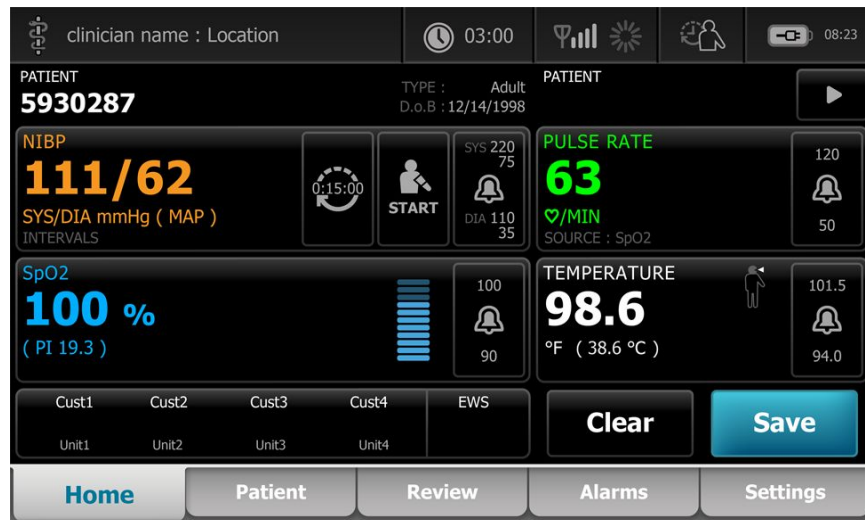 clinician name : Location
03:00
08:23
PATIENT
5930287
TYPE : Adult
D.o.B : 12/14/1998
PATIENT
NIBP
111/62
SYS/DIA mmHg ( MAP )
INTERVALS
0:15:00
START
SYS 220
75
DIA 110
35
PULSE RATE
63
♡/MIN
SOURCE : SpO2
120
50
SpO2
100 %
( PI 19.3 )
100
90
TEMPERATURE
98.6
°F ( 38.6 °C )
101.5
94.0
Cust1 Cust2 Cust3 Cust4 EWS
Unit1 Unit2 Unit3 Unit4
Clear
Save
Home Patient Review Alarms Settings